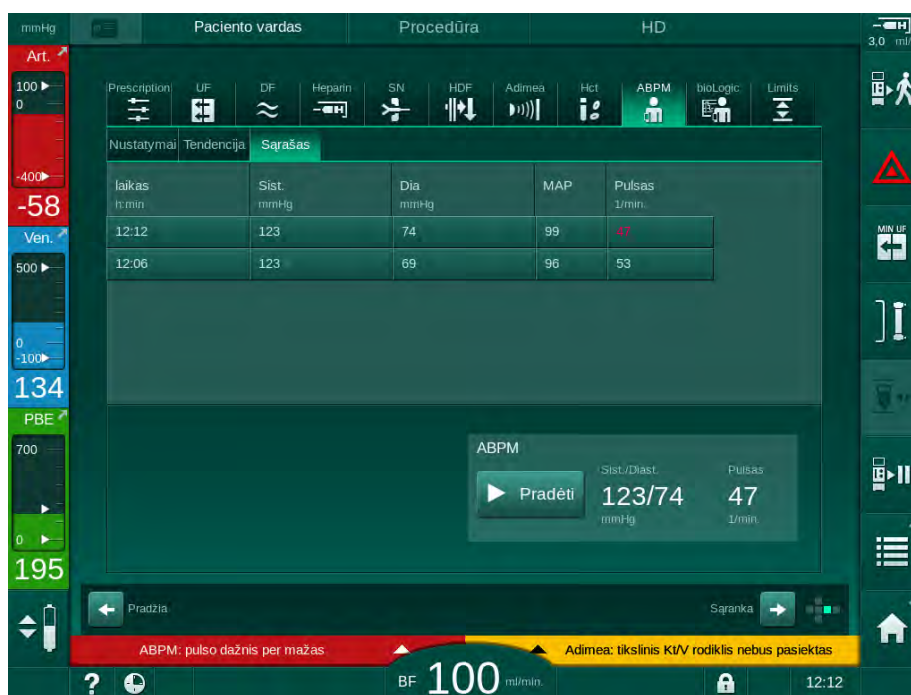 mmHg
Paciento vardas
Procedūra
HD
3,0 ml/
Art.
100
0
-400
-58
Ven.
500
0
-100
134
PBE
700
0
195
Prescription UF DF Heparin SN HDF Adimea Hct ABPM bioLogic Limits
Nustatymai Tendencija Sąrašas
laikas Sist. Dia MAP Pulsas
h:min mmHg mmHg 1/min.
12:12 123 74 99 47
12:06 123 69 96 53
ABPM
Sist./Diast. Pulsas
Pradėti 123/74 47
mmHg 1/min.
MIN UF
Pradžia
Sąranka
ABPM: pulso dažnis per mažas
Adimea: tikslinis Kt/V rodiklis nebus pasiektas
? BF 100 ml/min. 12:12